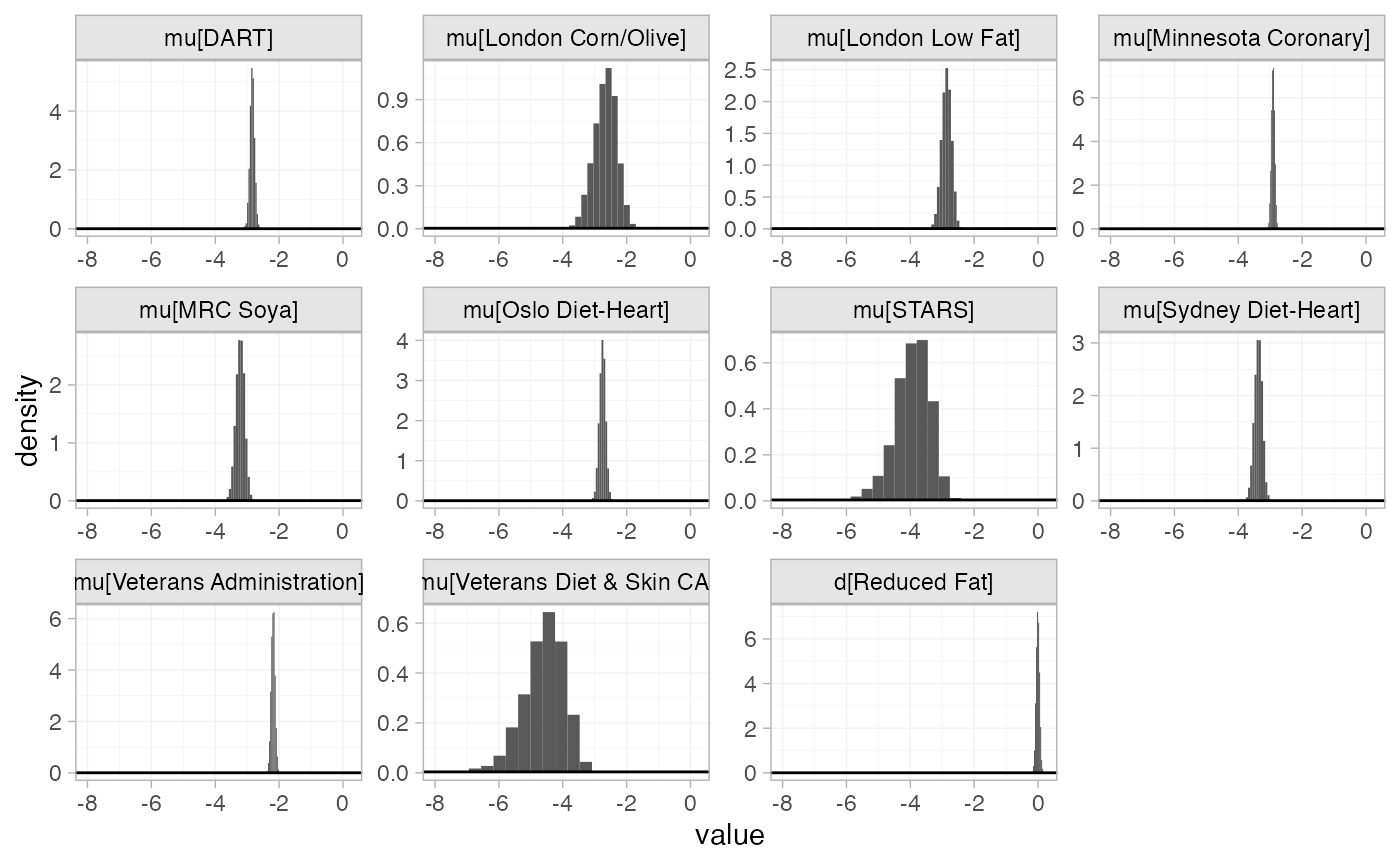 mu[DART]
mu[London Corn/Olive]
mu[London Low Fat]
mu[Minnesota Coronary]
4
2
0
0.9
0.6
0.3
0.0
2.5
2.0
1.5
1.0
0.5
0.0
6
4
2
0
-8 -6 -4 -2 0
-8 -6 -4 -2 0
-8 -6 -4 -2 0
-8 -6 -4 -2 0
mu[MRC Soya]
mu[Oslo Diet-Heart]
mu[STARS]
mu[Sydney Diet-Heart]
density
2
1
0
4
3
2
1
0
0.6
0.4
0.2
0.0
3
2
1
0
-8 -6 -4 -2 0
-8 -6 -4 -2 0
-8 -6 -4 -2 0
-8 -6 -4 -2 0
mu[Veterans Administration]
mu[Veterans Diet & Skin CA
d[Reduced Fat]
6
4
2
0
0.6
0.4
0.2
0.0
6
4
2
0
-8 -6 -4 -2 0
-8 -6 -4 -2 0
-8 -6 -4 -2 0
value